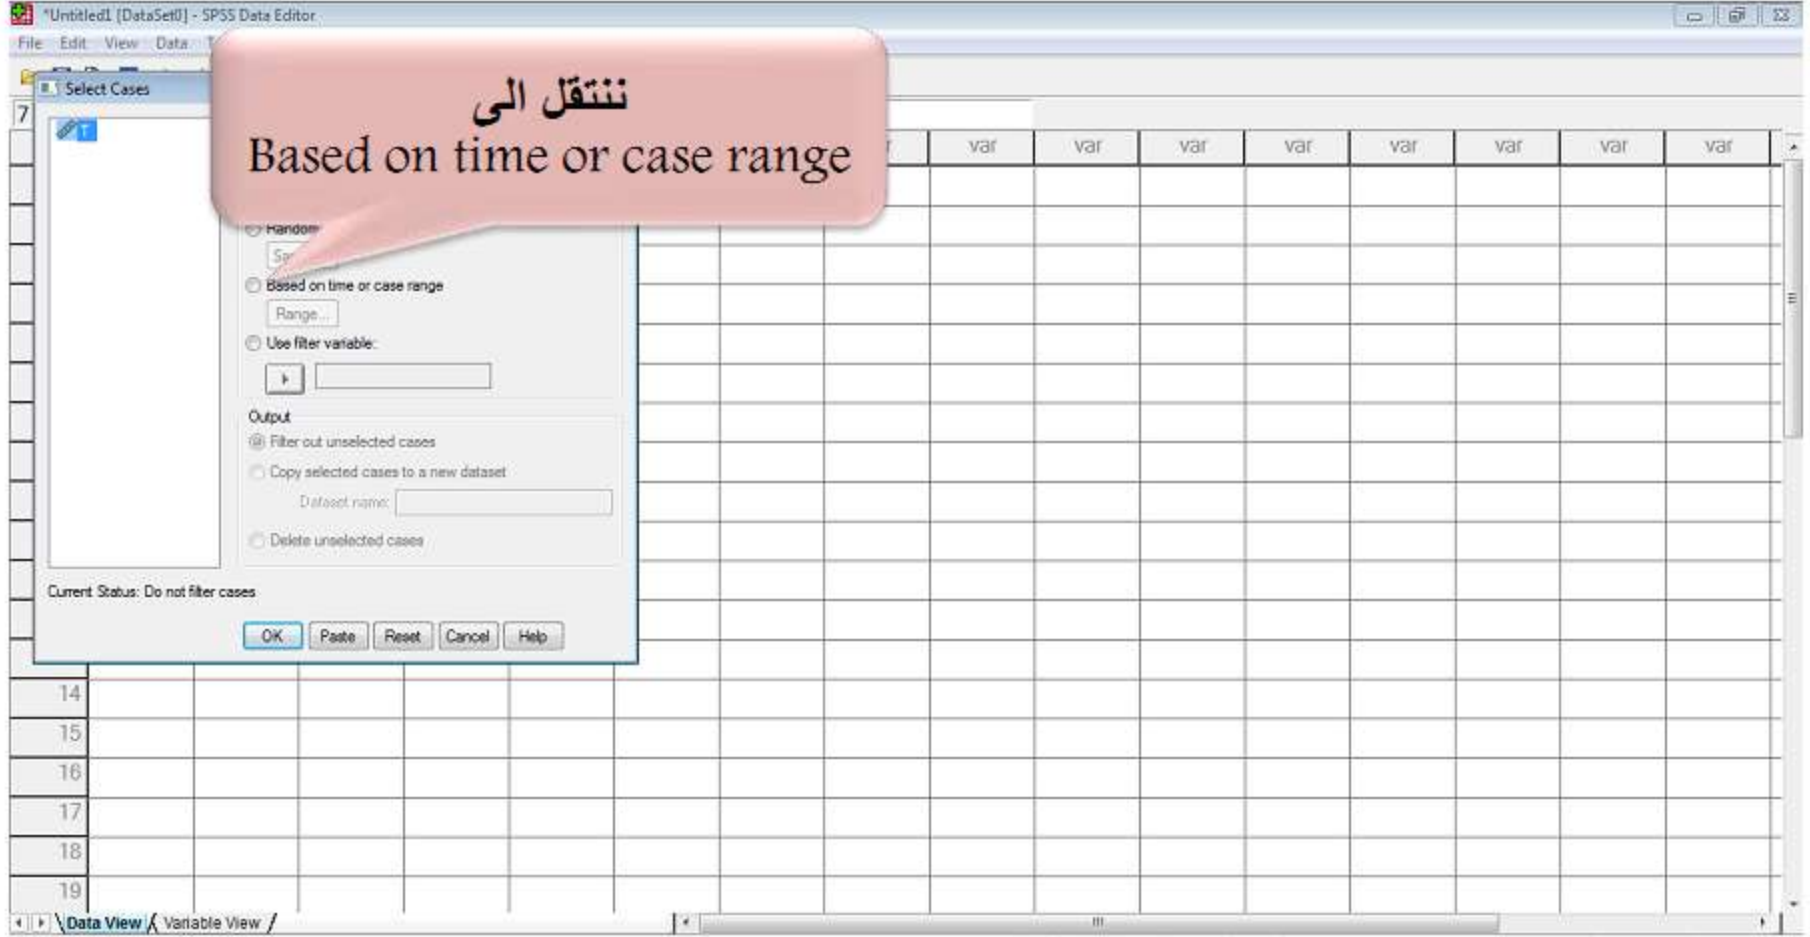 *Untitled1 [DataSet0] - SPSS Data Editor
File Edit View Data
Select Cases
7
T
ننتقل الى
Based on time or case range
var var var var var var var var
Random
Based on time or case range
Range...
Use filter variable:
Output
Filter out unselected cases
Copy selected cases to a new dataset
Dataset name:
Delete unselected cases
Current Status: Do not filter cases
OK Paste Reset Cancel Help
14
15
16
17
18
19
Data View Variable View